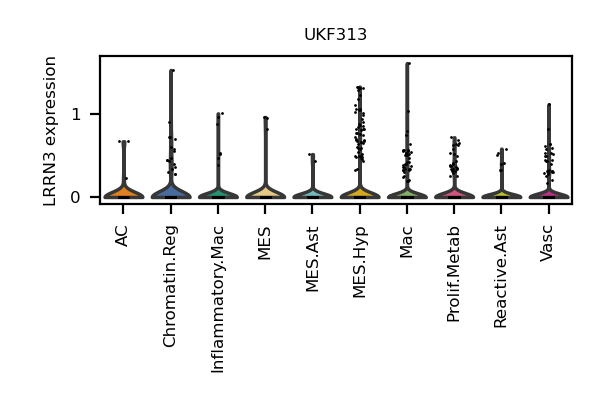 UKF313
LRRN3 expression
1
0
AC
Chromatin.Reg
Inflammatory.Mac
MES
MES.Ast
MES.Hyp
Mac
Prolif.Metab
Reactive.Ast
Vasc